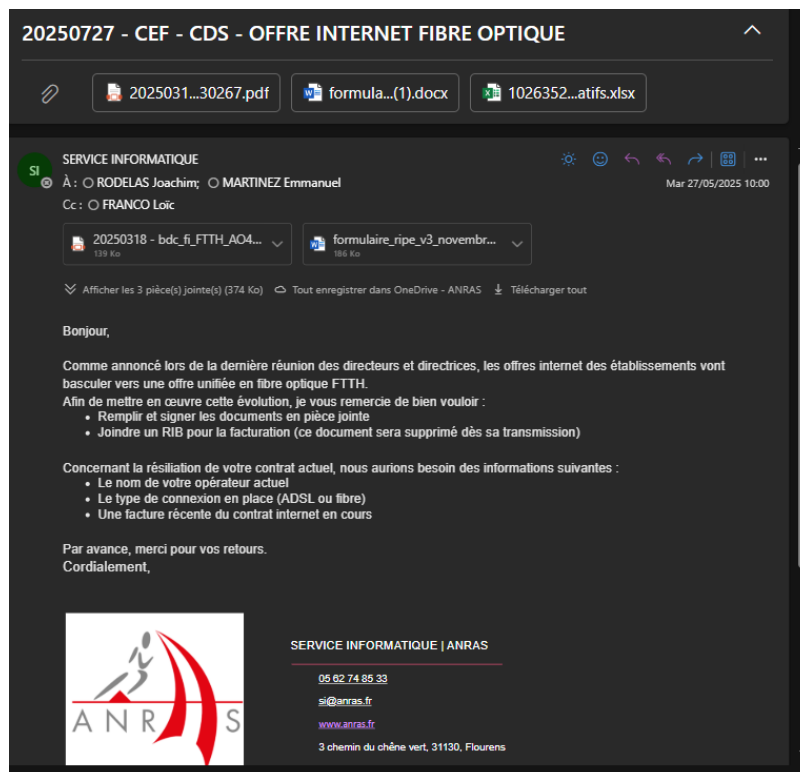 20250727 - CEF - CDS - OFFRE INTERNET FIBRE OPTIQUE
2025031...30267.pdf
formula...(1).docx
1026352...atifs.xlsx
SI
SERVICE INFORMATIQUE
À : RODELAS Joachim; MARTINEZ Emmanuel
Mar 27/05/2025 10:00
Cc : FRANCO Loïc
20250318 - bdc_fi_FTTH_AO4...
139 Ko
formulaire_ripe_v3_novembr...
186 Ko
Afficher les 3 pièce(s) jointe(s) (374 Ko) Tout enregistrer dans OneDrive - ANRAS Télécharger tout
Bonjour,
Comme annoncé lors de la dernière réunion des directeurs et directrices, les offres internet des établissements vont
basculer vers une offre unifiée en fibre optique FTTH.
Afin de mettre en œuvre cette évolution, je vous remercie de bien vouloir :
• Remplir et signer les documents en pièce jointe
• Joindre un RIB pour la facturation (ce document sera supprimé dès sa transmission)
Concernant la résiliation de votre contrat actuel, nous aurions besoin des informations suivantes :
• Le nom de votre opérateur actuel
• Le type de connexion en place (ADSL ou fibre)
• Une facture récente du contrat internet en cours
Par avance, merci pour vos retours.
Cordialement,
ANRAS
SERVICE INFORMATIQUE | ANRAS
05 62 74 85 33
si@anras.fr
www.anras.fr
3 chemin du chêne vert, 31130, Flourens